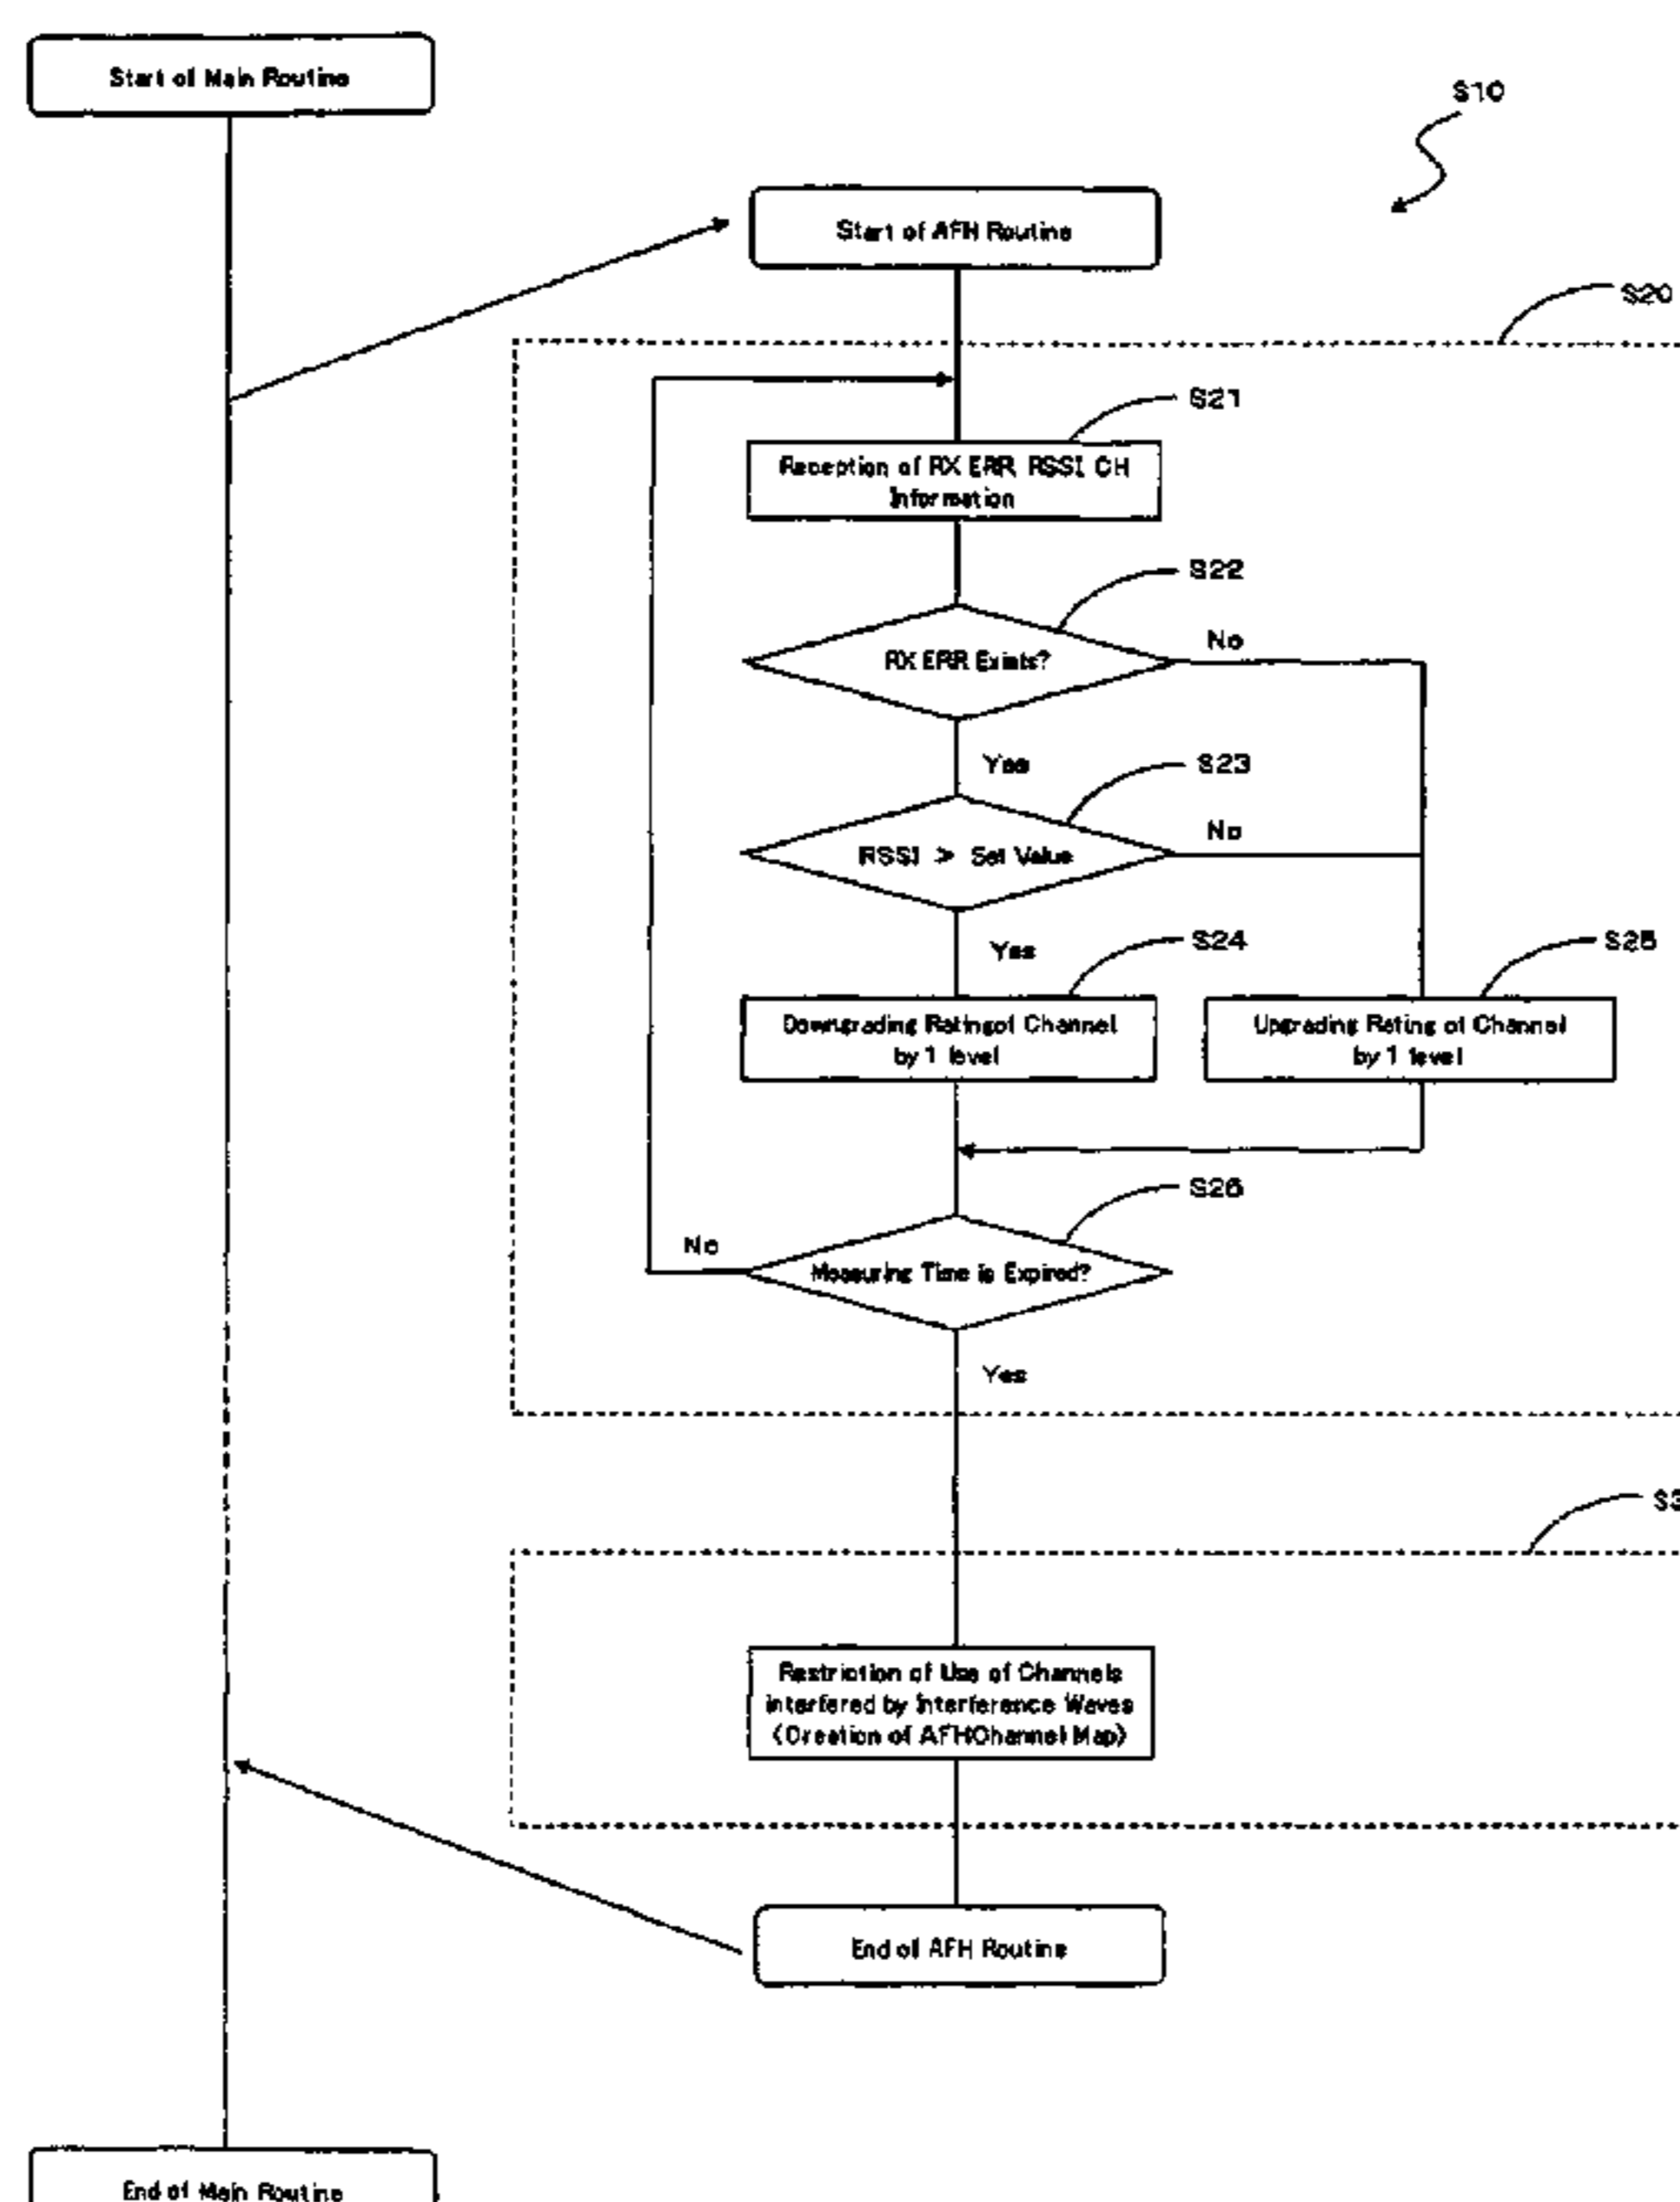 Start of Main Routine
S10
Start of AFH Routine
S20
S21
Reception of RX ERR RSSI CH
Information
S22
RX ERR Exists?
No
Yes
S23
RSSI > Set Value
No
Yes
S24
S25
Downgrading Ratingof Channel
by 1 level
Upgrading Rating of Channel
by 1 level
S26
No
Measuring Time is Expired?
Yes
S3
Restriction of Use of Channels
interfered by Interference Waves
(Creation of AFHChannel Map)
End of AFH Routine
End of Main Routine